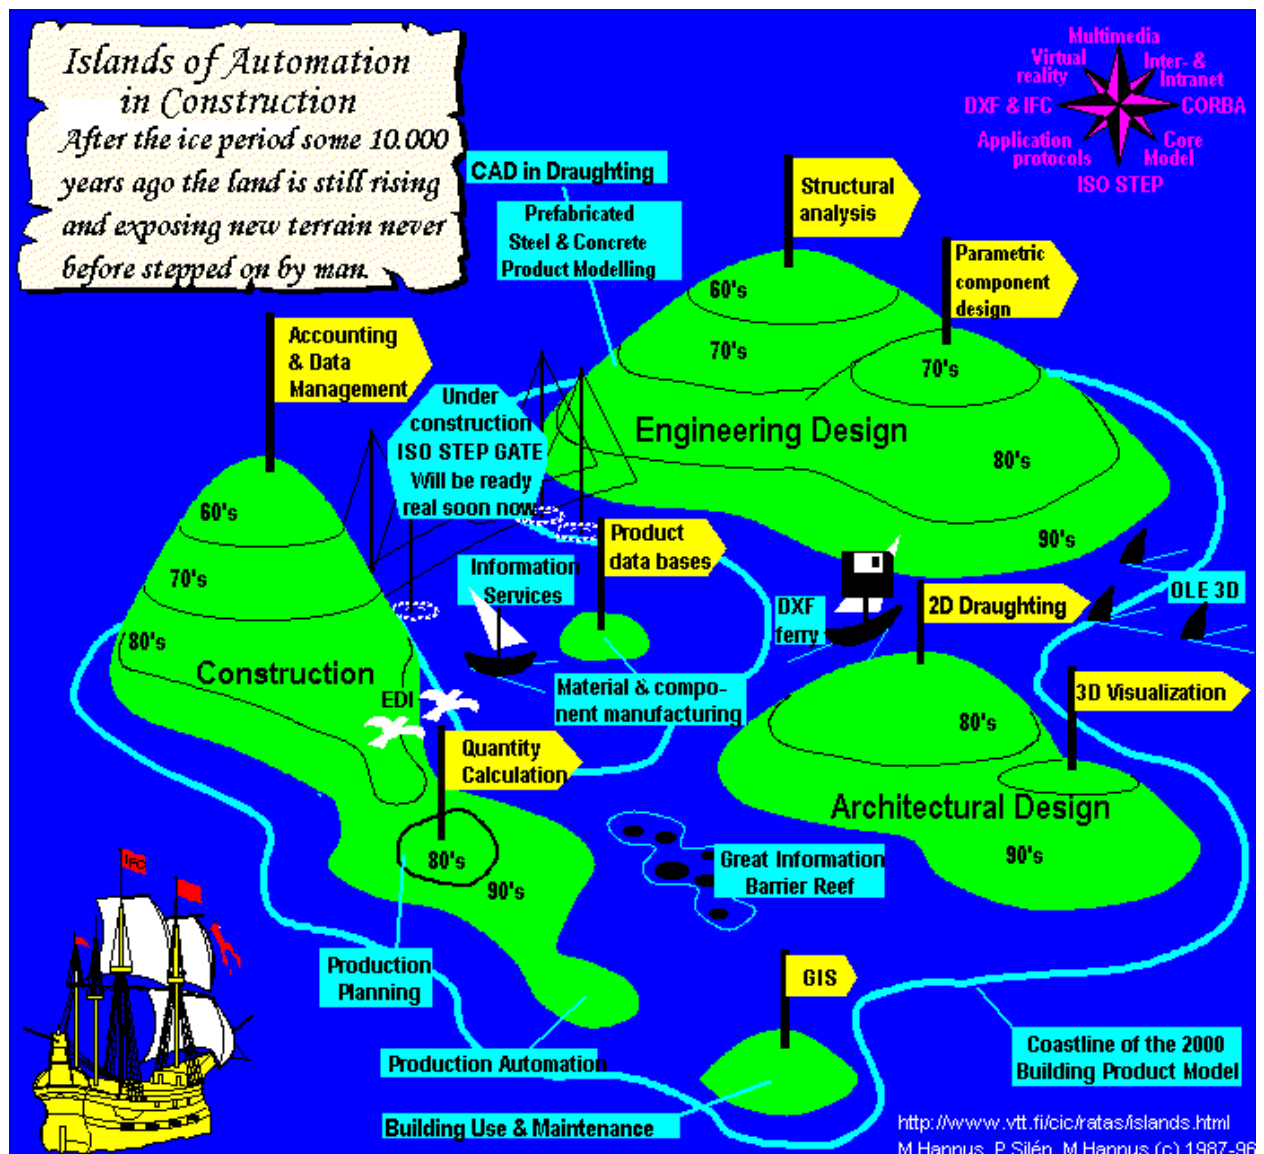 Islands of Automation
in Construction
After the ice period some 10.000
years ago the land is still rising
and exposing new terrain never
before stepped on by man.
Multimedia
Virtual
reality
Inter- &
Intranet
DXF & IFC
CORBA
Application
protocols
Core
Model
ISO STEP
CAD in Draughting
Prefabricated
Steel & Concrete
Product Modelling
Structural
analysis
Parametric
component
design
60's
70's
70's
Engineering Design
80's
90's
Accounting
& Data
Management
Under
construction
ISO STEP GATE
Will be ready
real soon now
60's
70's
80's
Construction
EDI
Information
Services
Product
data bases
Material & compo-
nent manufacturing
DXF
ferry
OLE 3D
2D Draughting
3D Visualization
80's
Architectural Design
90's
Quantity
Calculation
80's
90's
Great Information
Barrier Reef
IFC
Production
Planning
GIS
Production Automation
Building Use & Maintenance
Coastline of the 2000
Building Product Model
http://www.vtt.fi/cic/ratas/islands.html
M Hannus, P Silén, M Hannus (c) 1987-96